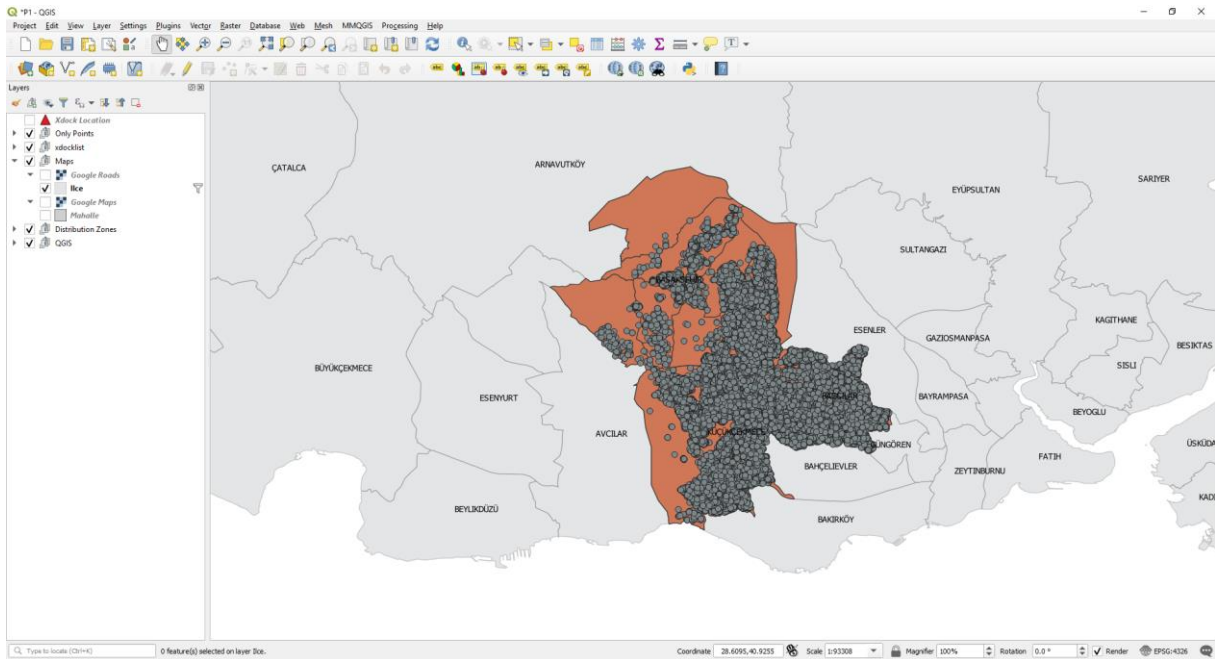 *P1 - QGIS
Project Edit View Layer Settings Plugins Vector Raster Database Web Mesh MMQGIS Processing Help
Layers
Xdock Location
Only Points
xdocklist
Maps
Google Roads
Ilce
Google Maps
Mahalle
Distribution Zones
QGIS
ÇATALCA
ARNAVUTKÖY
EYÜPSULTAN
SARIYER
SULTANGAZI
ESENLER
GAZIOSMANPASA
KAGITHANE
BESIKTAS
SISLI
BÜYÜKÇEKMECE
ESENYURT
BAYRAMPASA
BEYOGLU
AVCILAR
KÜÇÜKÇEKMECE
GÜNGÖREN
BAHÇELIEVLER
ZEYTINBURNU
FATIH
ÜSKÜDA
BEYLIKDÜZÜ
BAKIRKÖY
KADI
Type to locate (Ctrl+K)
0 feature(s) selected on layer Ilce.
Coordinate 28.6095,40.9255 Scale 1:93308 Magnifier 100% Rotation 0.0 ° Render EPSG:4326